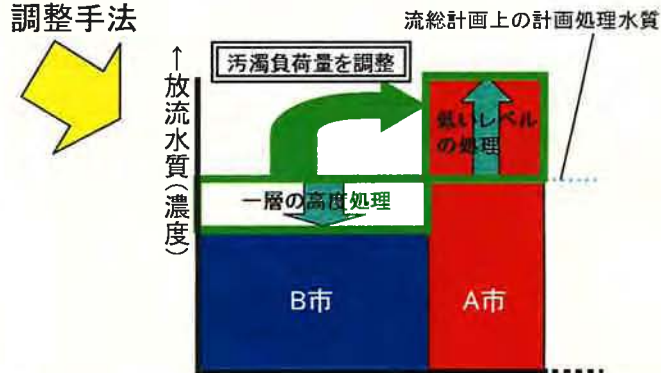 調整手法
流総計画上の計画処理水質
↑放流水質(濃度)
汚濁負荷量を調整
低いレベル
の処理
一層の高度処理
B市
A市